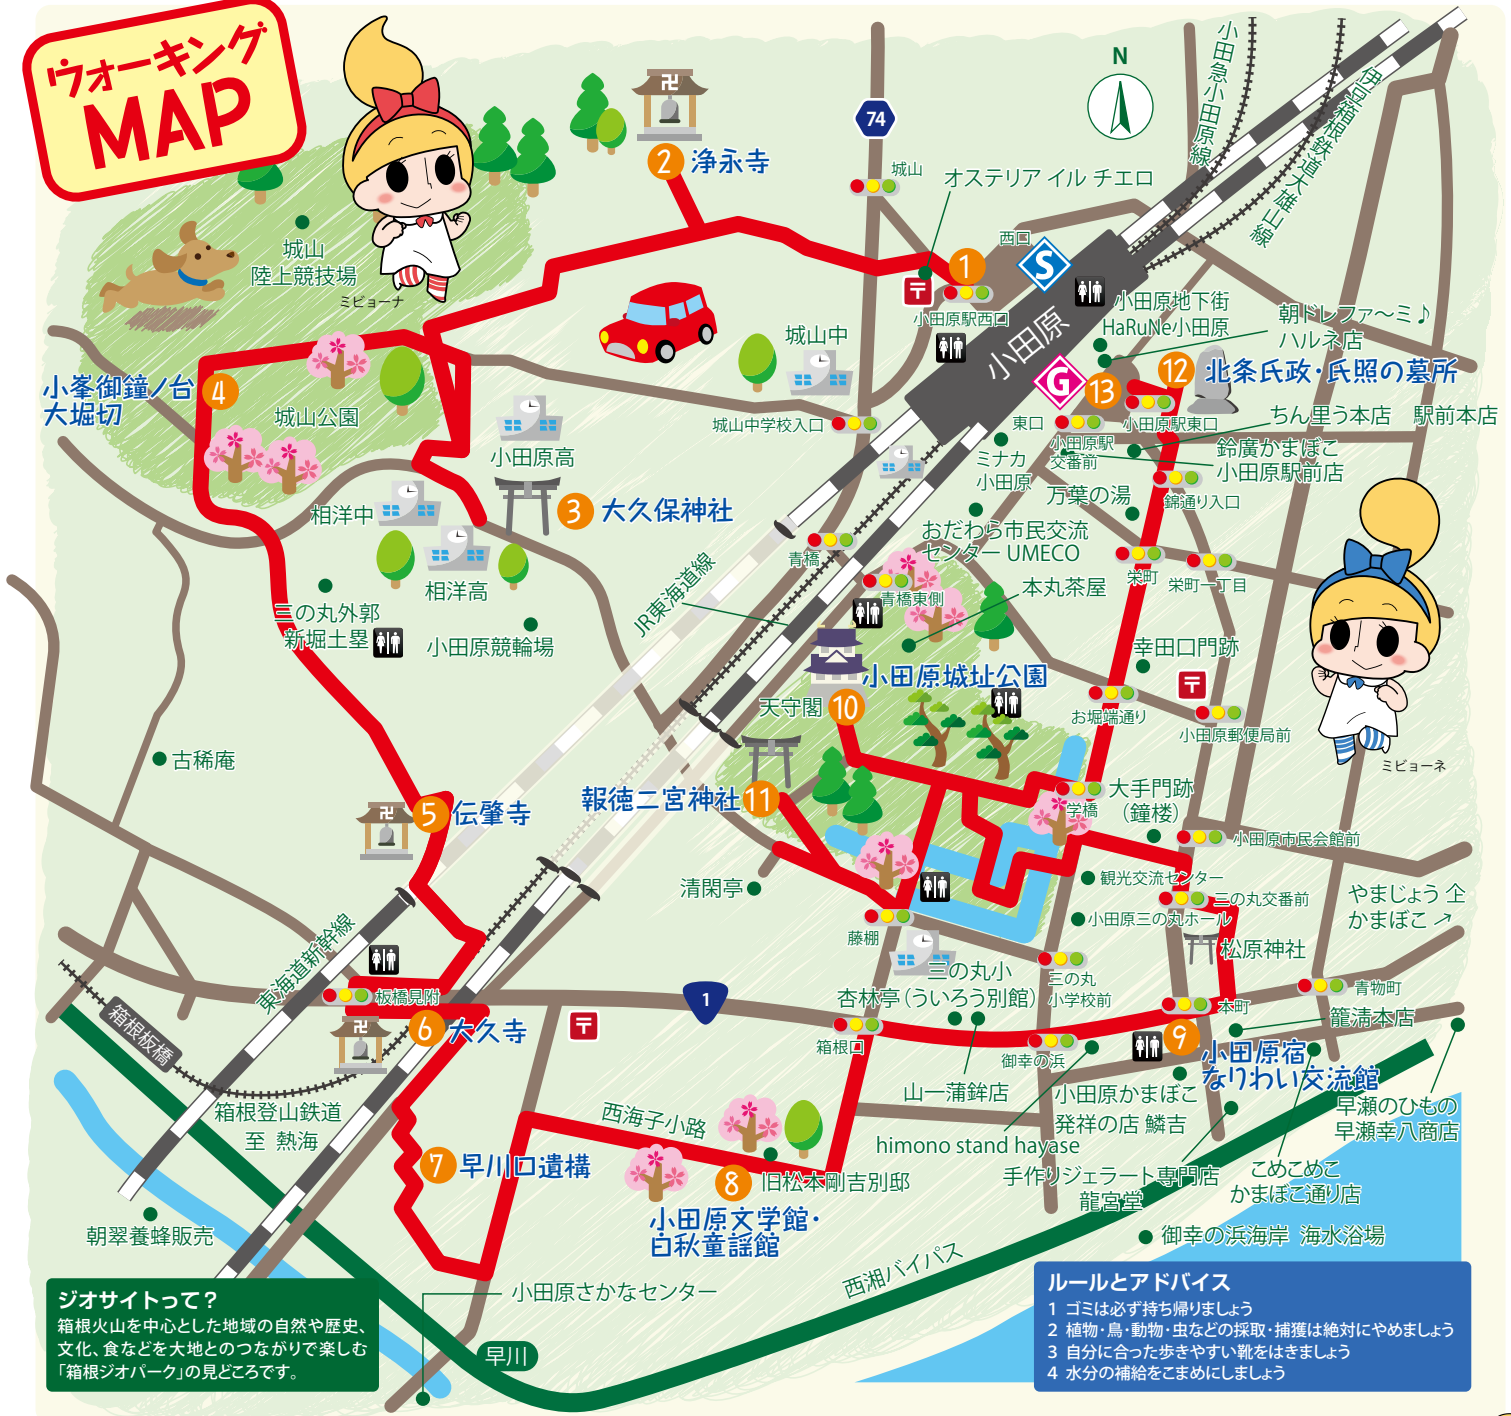 ウォーキング
MAP
N
小田急小田原線
伊豆箱根鉄道大雄山線
卍
2 浄永寺
74
城山
オステリア イル チエロ
城山
陸上競技場
ミビョーナ
西口
S
1
〒
小田原駅西口
小田原
小田原地下街
HaRuNe小田原
朝ドレファ〜ミ♪
ハルネ店
城山中
G
13
12 北条氏政・氏照の墓所
小峯御鐘ノ台
大堀切
4
城山公園
城山中学校入口
東口
小田原駅東口
小田原駅
交番前
ちん里う本店
駅前本店
鈴廣かまぼこ
小田原駅前店
ミナカ
小田原
小田原高
万葉の湯
錦通り入口
相洋中
3 大久保神社
おだわら市民交流
センター UMECO
青橋
栄町
栄町一丁目
相洋高
青橋東側
本丸茶屋
JR東海道線
三の丸外郭
新堀土塁
小田原競輪場
幸田口門跡
小田原城址公園
〒
天守閣
10
お堀端通り
小田原郵便局前
古稀庵
ミビョーネ
報徳二宮神社 11
大手門跡
(鐘楼)
学橋
卍
5 伝肇寺
小田原市民会館前
清閑亭
観光交流センター
三の丸交番前
やまじょう 仝
かまぼこ ↗
藤棚
小田原三の丸ホール
松原神社
東海道新幹線
三の丸小
三の丸
小学校前
板橋見附
1
杏林亭(ういろう別館)
青物町
本町
籠淸本店
箱根板橋
卍
6 大久寺
〒
箱根口
御幸の浜
9 小田原宿
なりわい交流館
山一蒲鉾店
小田原かまぼこ
発祥の店 鱗吉
箱根登山鉄道
至 熱海
西海子小路
早瀬のひもの
早瀬幸八商店
himono stand hayase
7 早川口遺構
8
旧松本剛吉別邸
手作りジェラート専門店
龍宮堂
こめこめこ
かまぼこ通り店
小田原文学館・
白秋童謡館
朝翠養蜂販売
御幸の浜海岸 海水浴場
西湘バイパス
小田原さかなセンター
早川
ジオサイトって？
箱根火山を中心とした地域の自然や歴史、
文化、食などを大地とのつながりで楽しむ
「箱根ジオパーク」の見どころです。
ルールとアドバイス
1 ゴミは必ず持ち帰りましょう
2 植物・鳥・動物・虫などの採取・捕獲は絶対にやめましょう
3 自分に合った歩きやすい靴をはきましょう
4 水分の補給をこまめにしましょう